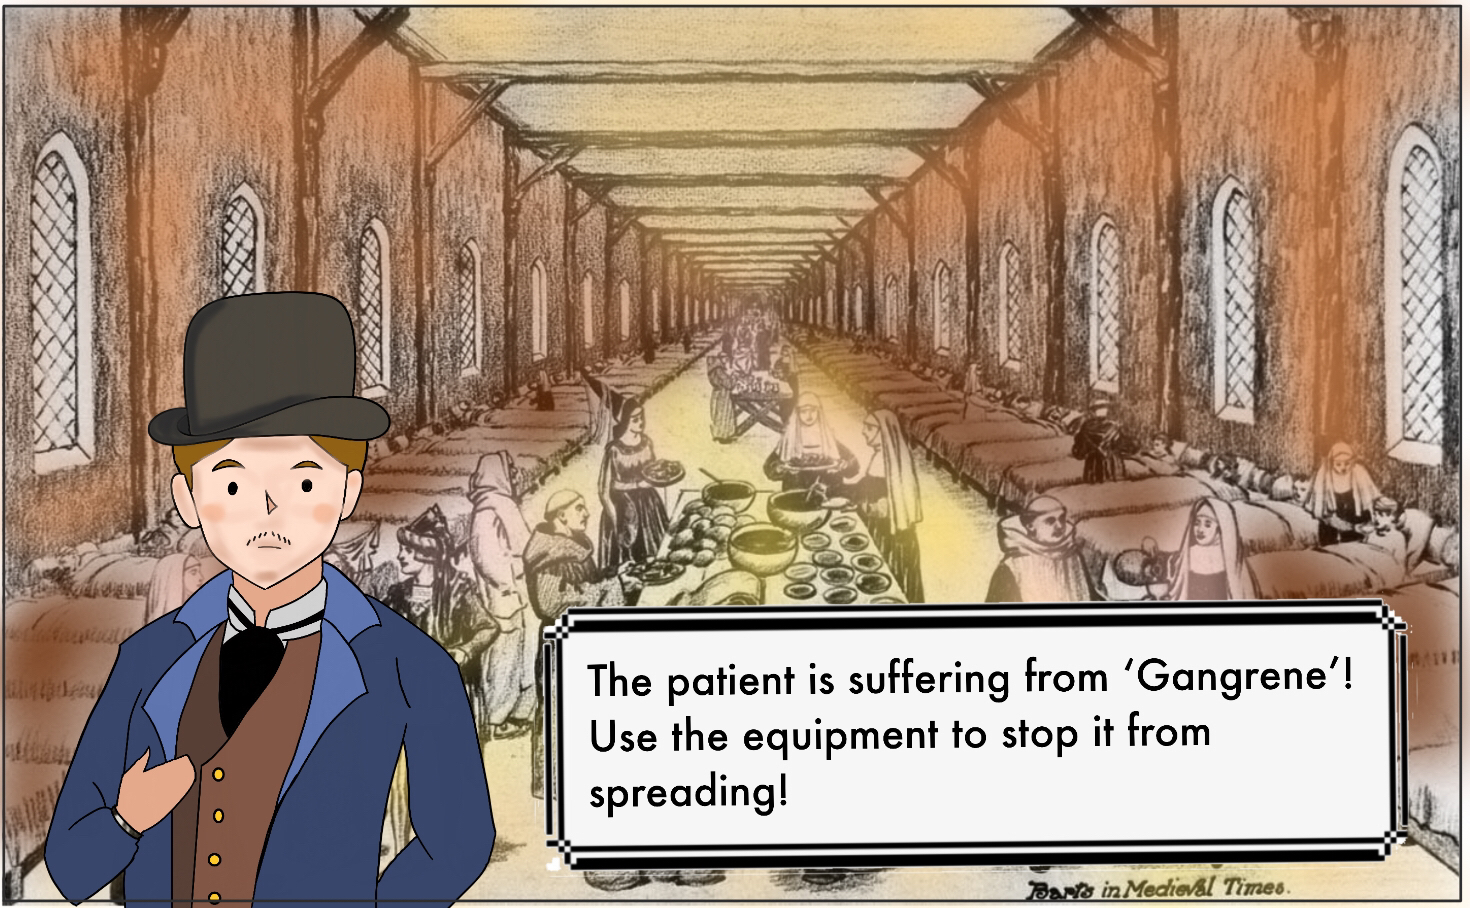 The patient is suffering from ‘Gangrene’!
Use the equipment to stop it from
spreading!
Barts in Medieval Times.